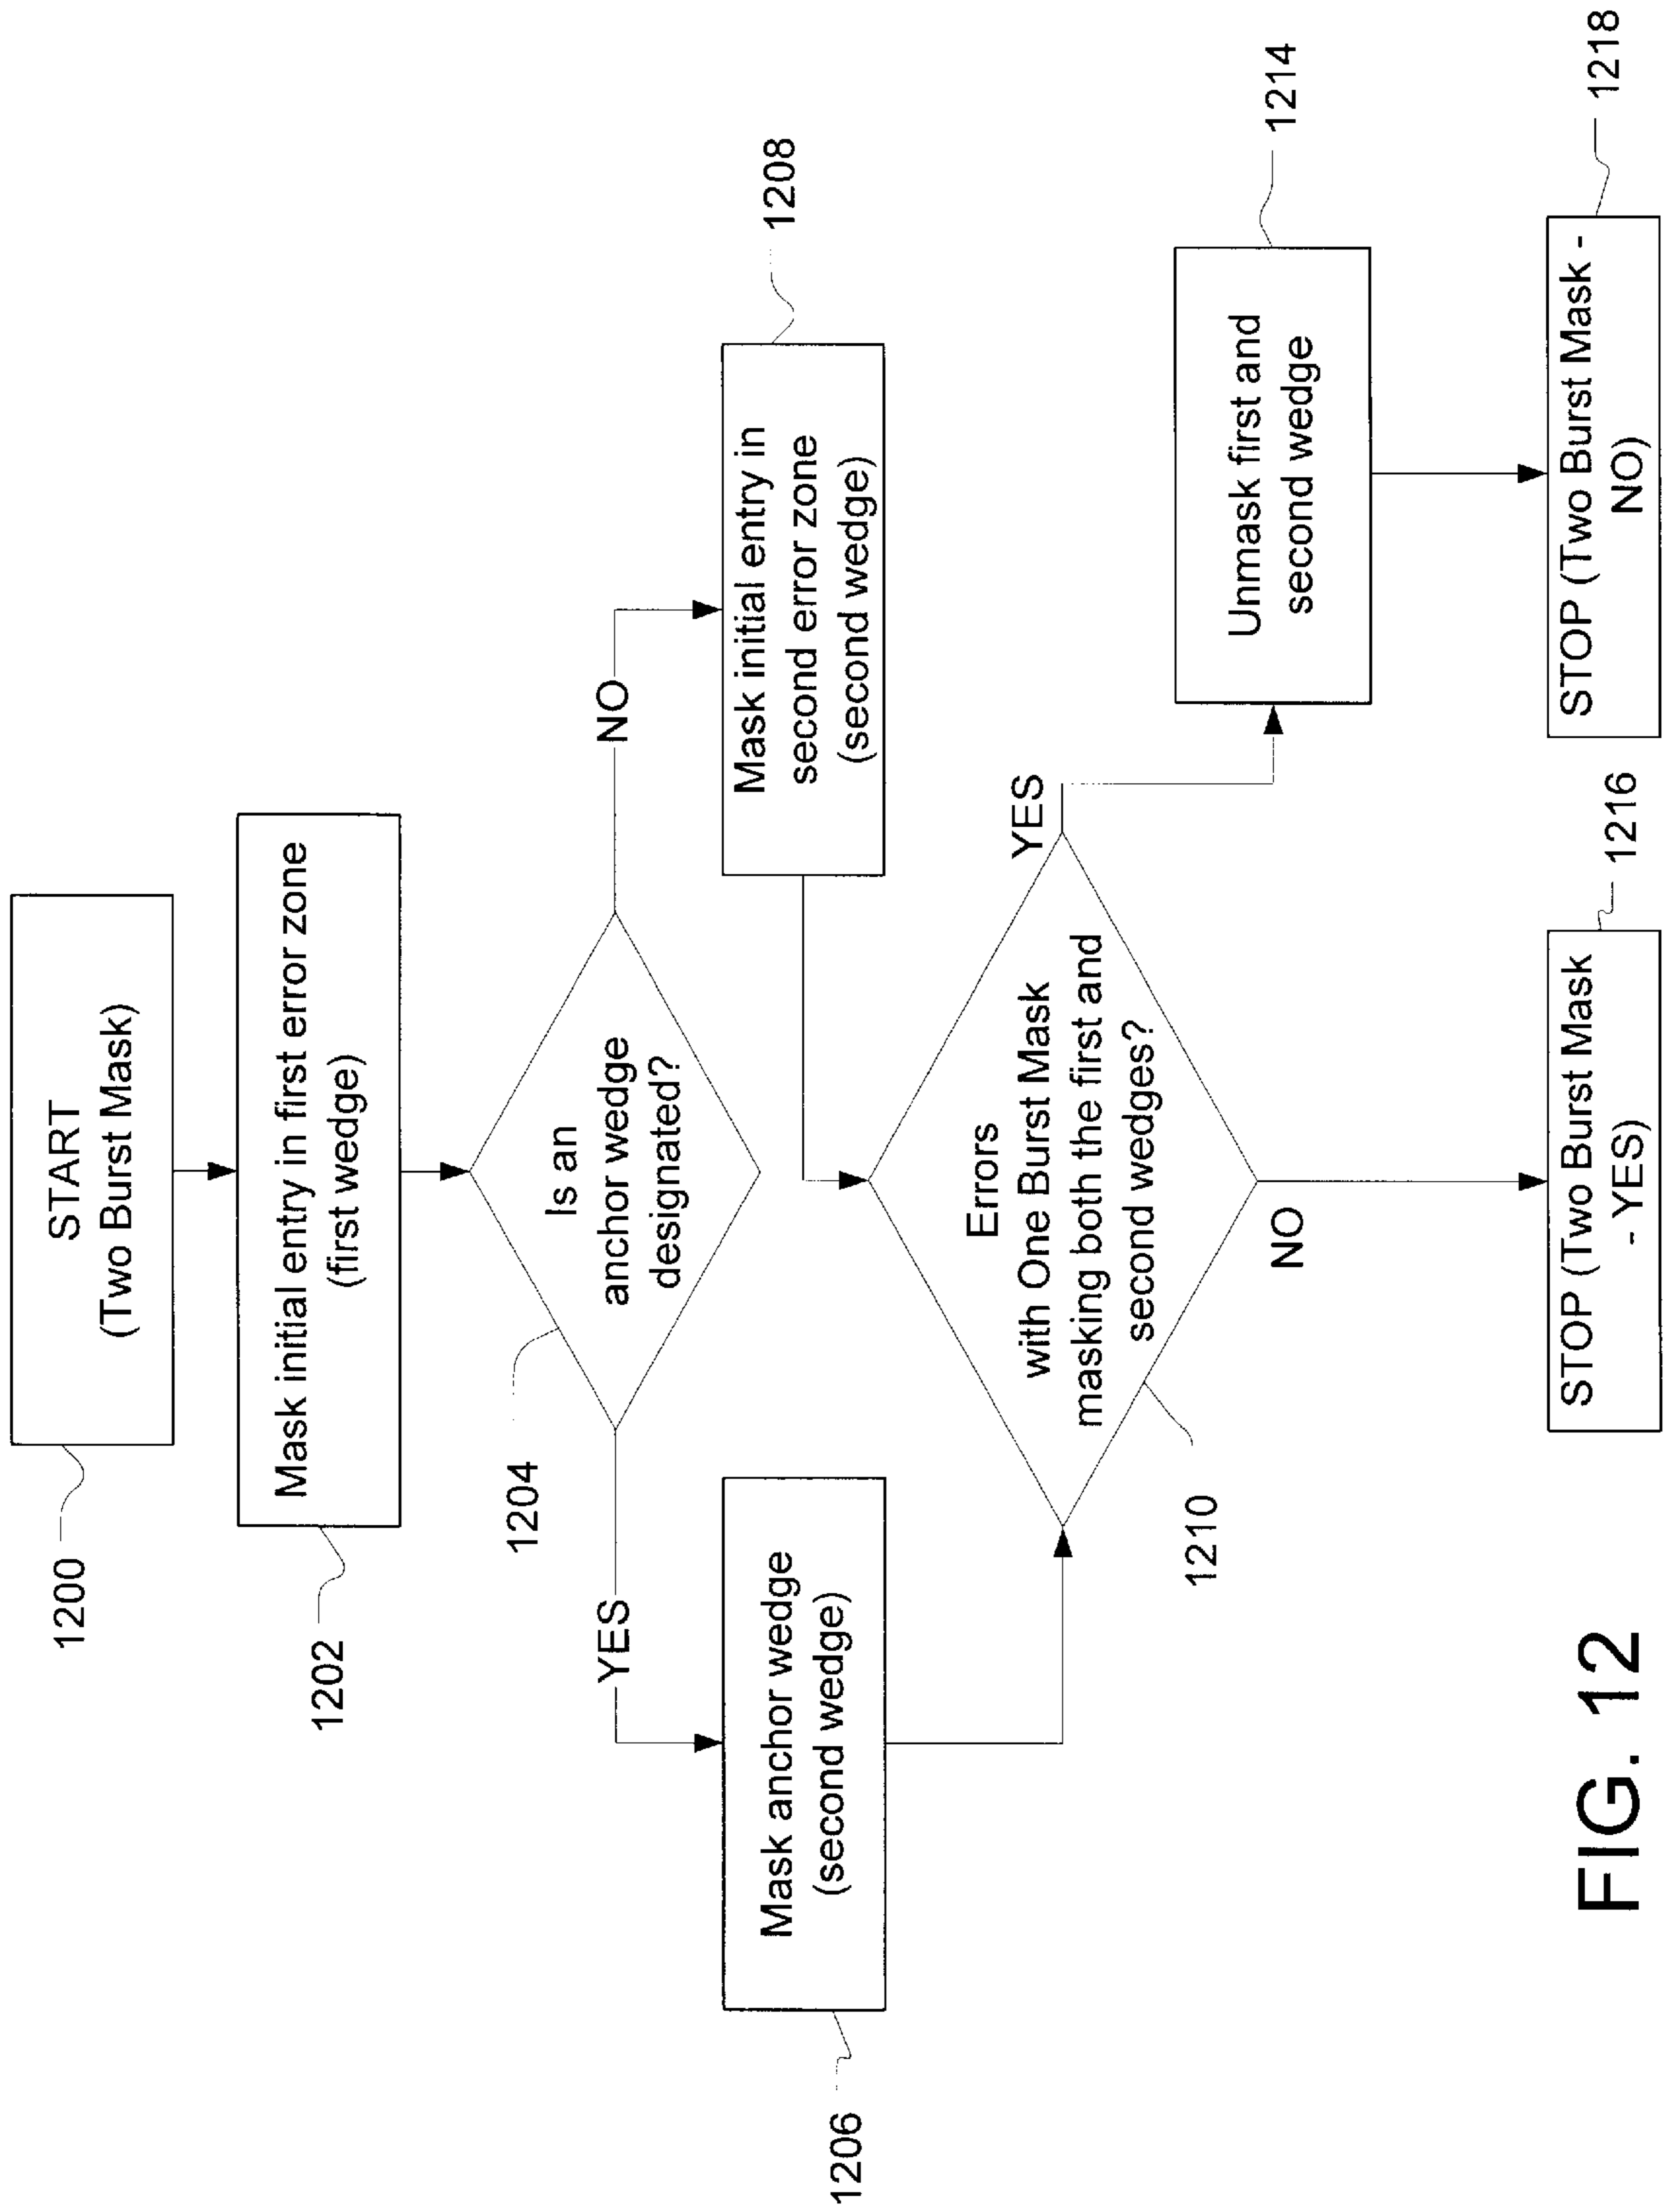 START
(Two Burst Mask)
1200
Mask initial entry in first error zone
(first wedge)
1202
Is an
anchor wedge
designated?
1204
YES
NO
Mask anchor wedge
(second wedge)
1206
Mask initial entry in
second error zone
(second wedge)
1208
Errors
with One Burst Mask
masking both the first and
second wedges?
1210
YES
NO
Unmask first and
second wedge
1214
STOP (Two Burst Mask
- YES)
1216
STOP (Two Burst Mask -
NO)
1218
FIG. 12